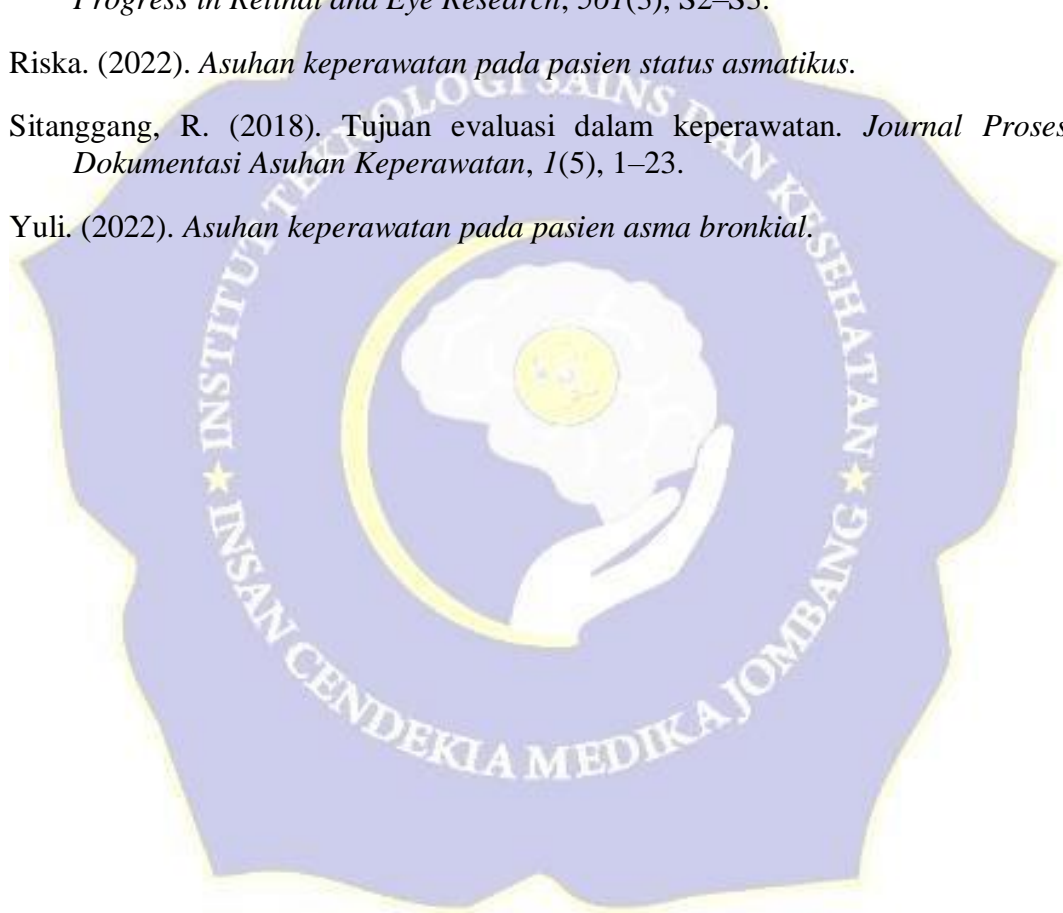 Progress in Retinal and Eye Research, 561(3), S2–S3.
Riska. (2022). Asuhan keperawatan pada pasien status asmatikus.
Sitanggang, R. (2018). Tujuan evaluasi dalam keperawatan. Journal Proses
Dokumentasi Asuhan Keperawatan, 1(5), 1–23.
Yuli. (2022). Asuhan keperawatan pada pasien asma bronkial.
INSTITUT TEKNOLOGI SAINS DAN KESEHATAN
INSAN CENDEKIA MEDIKA JOMBANG